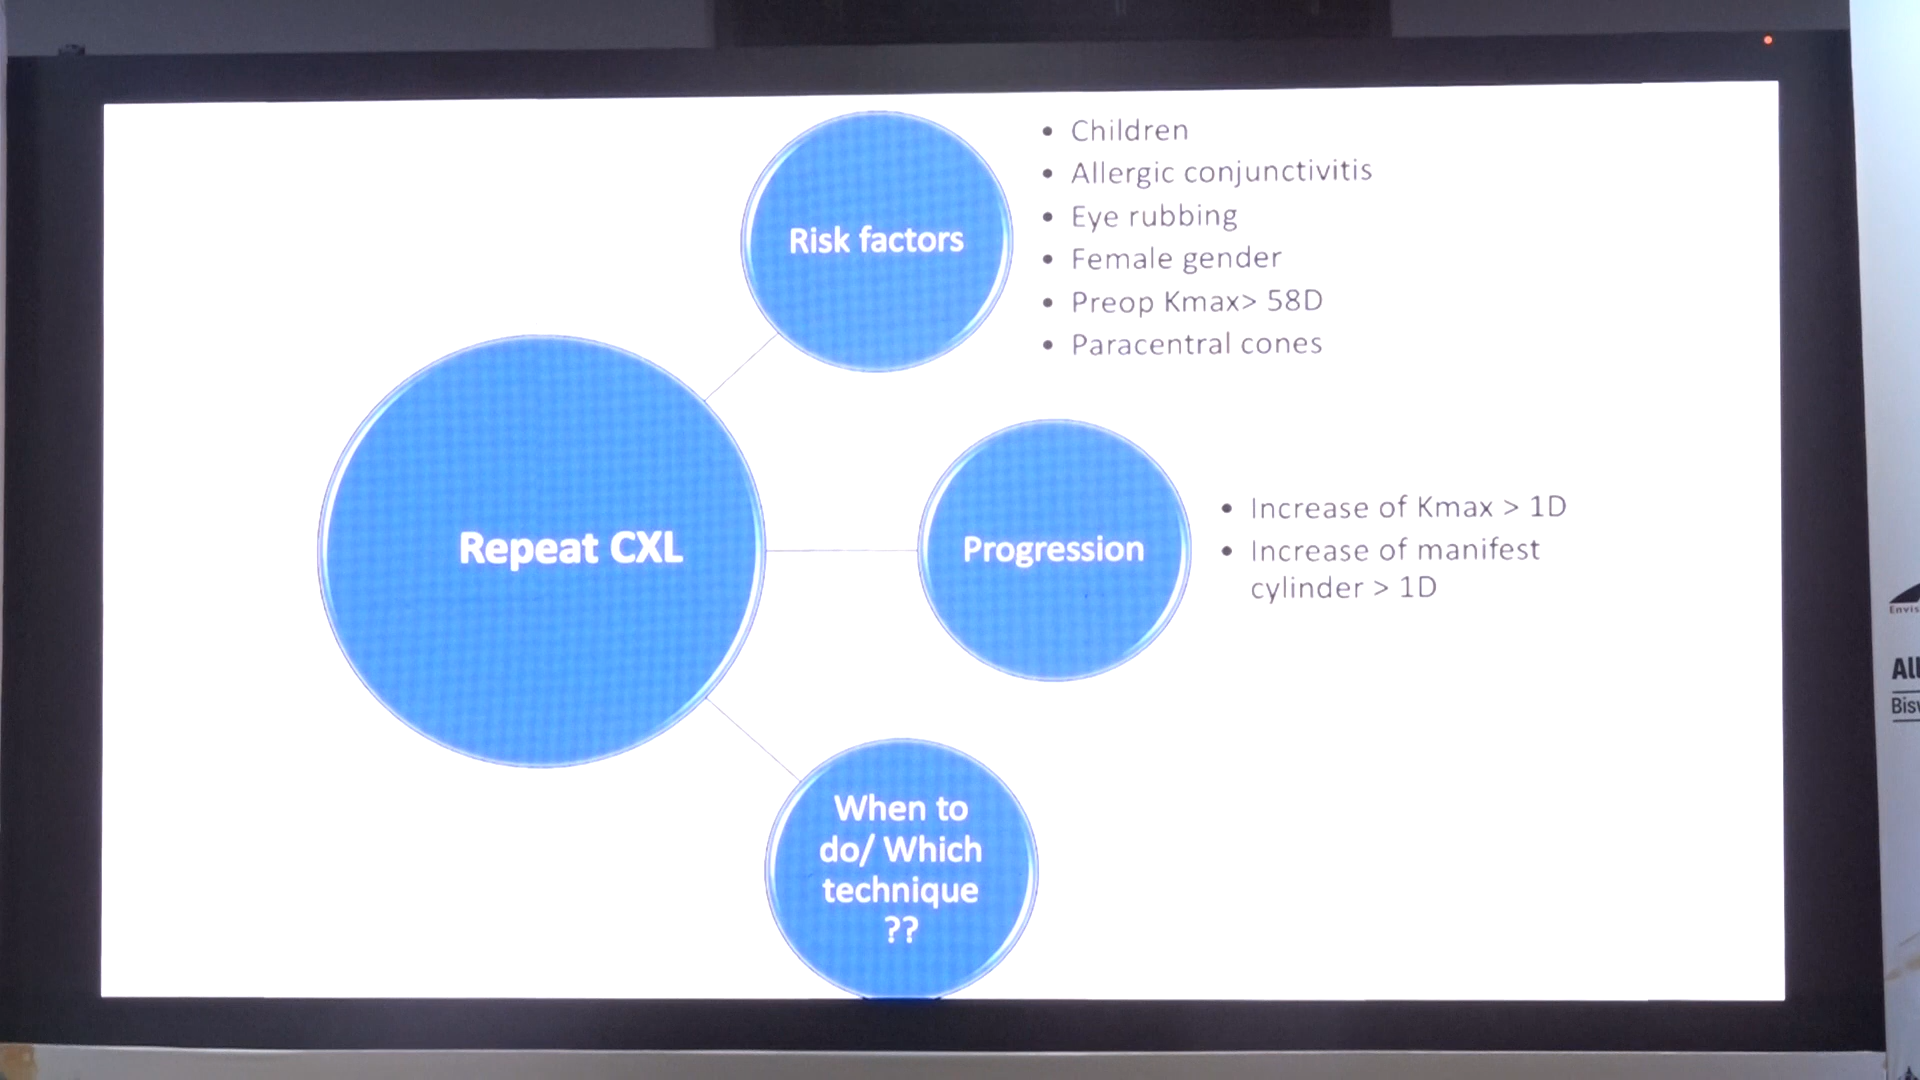 Risk factors
• Children
• Allergic conjunctivitis
• Eye rubbing
• Female gender
• Preop Kmax> 58D
• Paracentral cones
Repeat CXL
Progression
• Increase of Kmax > 1D
• Increase of manifest
cylinder > 1D
When to
do/ Which
technique
??